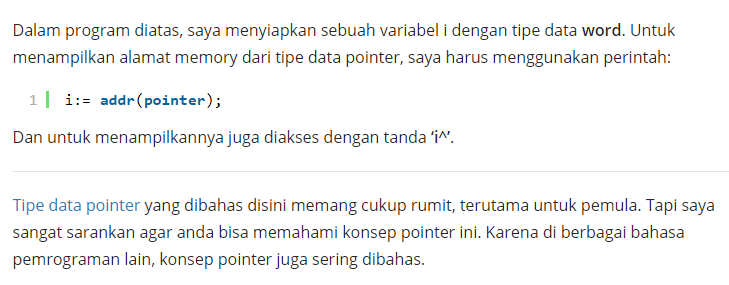 Dalam program diatas, saya menyiapkan sebuah variabel i dengan tipe data word. Untuk
menampilkan alamat memory dari tipe data pointer, saya harus menggunakan perintah:
1 i:= addr(pointer);
Dan untuk menampilkannya juga diakses dengan tanda ‘i^’.
Tipe data pointer yang dibahas disini memang cukup rumit, terutama untuk pemula. Tapi saya
sangat sarankan agar anda bisa memahami konsep pointer ini. Karena di berbagai bahasa
pemrograman lain, konsep pointer juga sering dibahas.